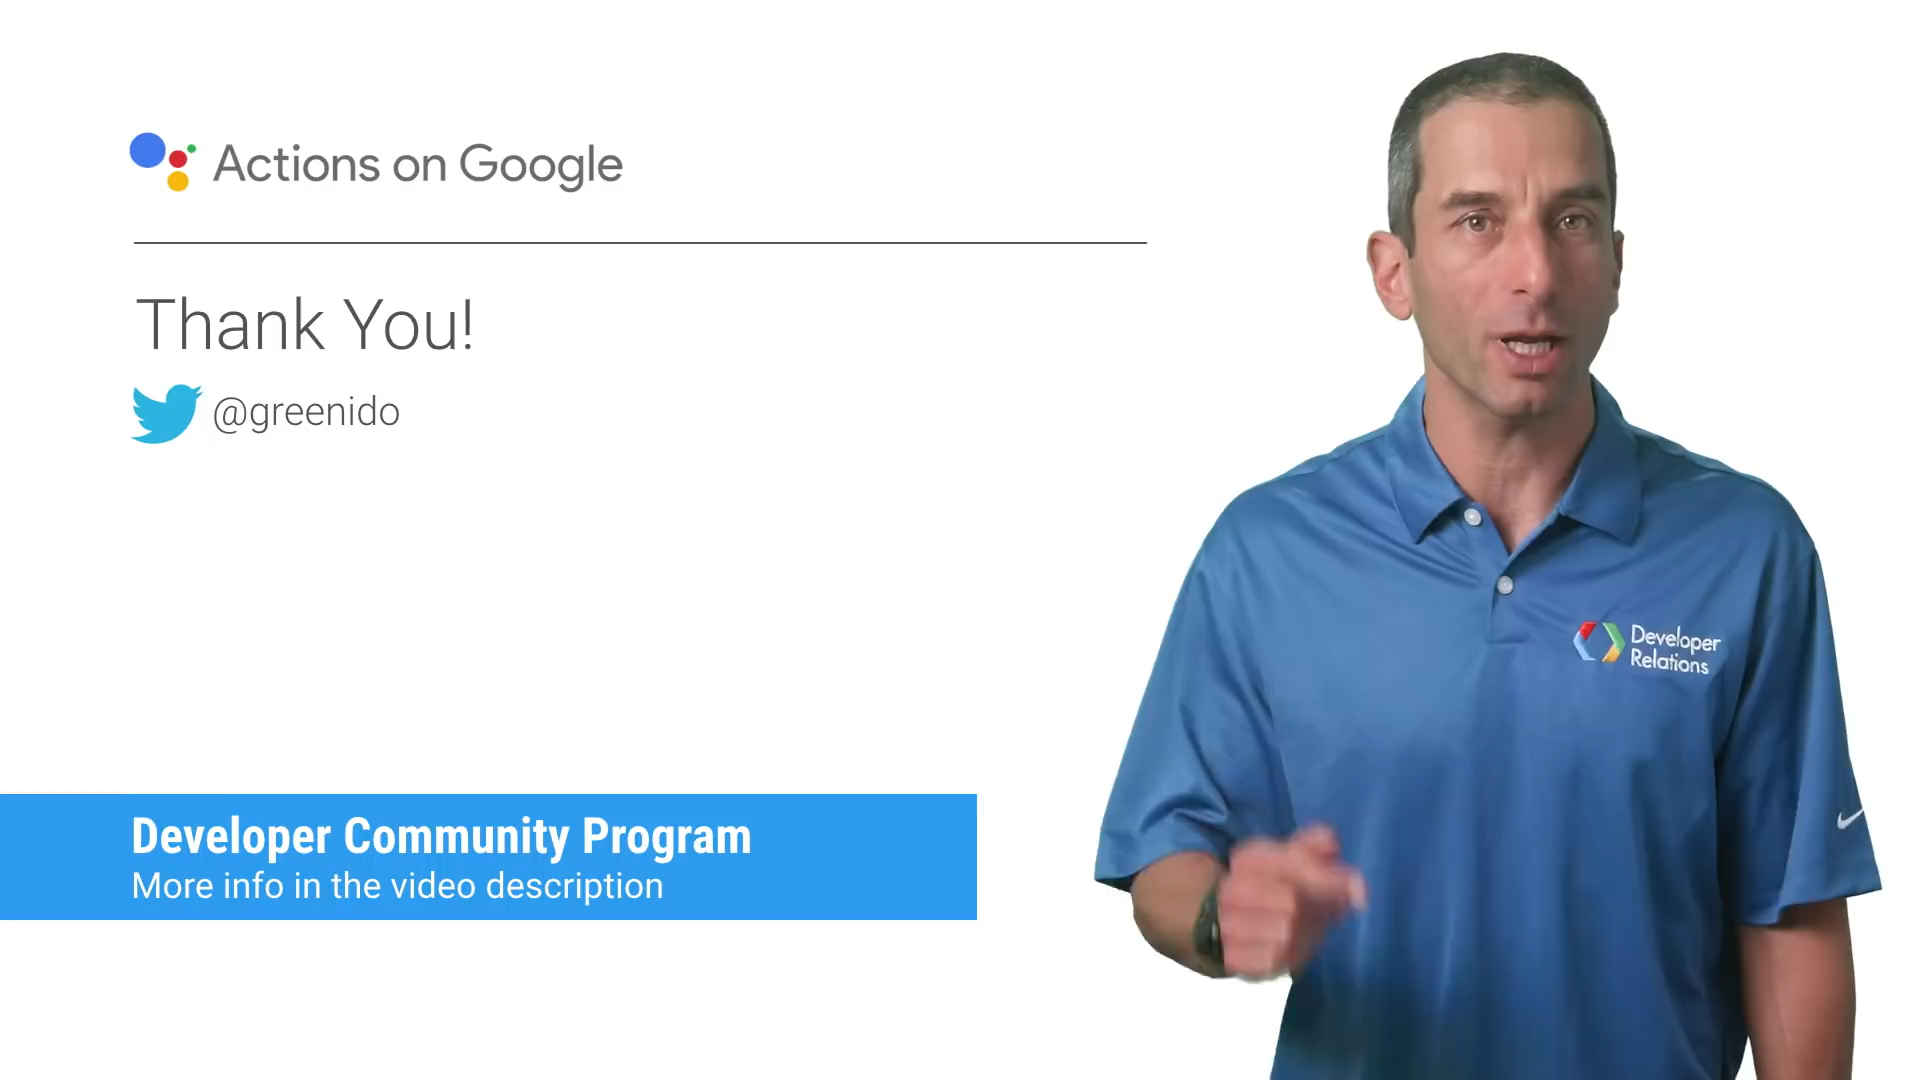 Actions on Google
Thank You!
@greenido
Developer Relations
Developer Community Program
More info in the video description